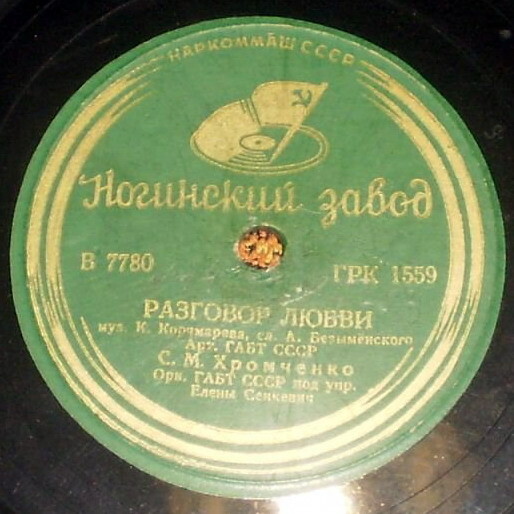 НАРКОММАШ СССР
Ногинский завод
В 7780
ГРК 1559
РАЗГОВОР ЛЮБВИ
муз. К. Корчмарева, сл. А. Безыменского
Арт. ГАБТ СССР
С. М. Хромченко
Орк. ГАБТ СССР под упр.
Елены Сенкевич